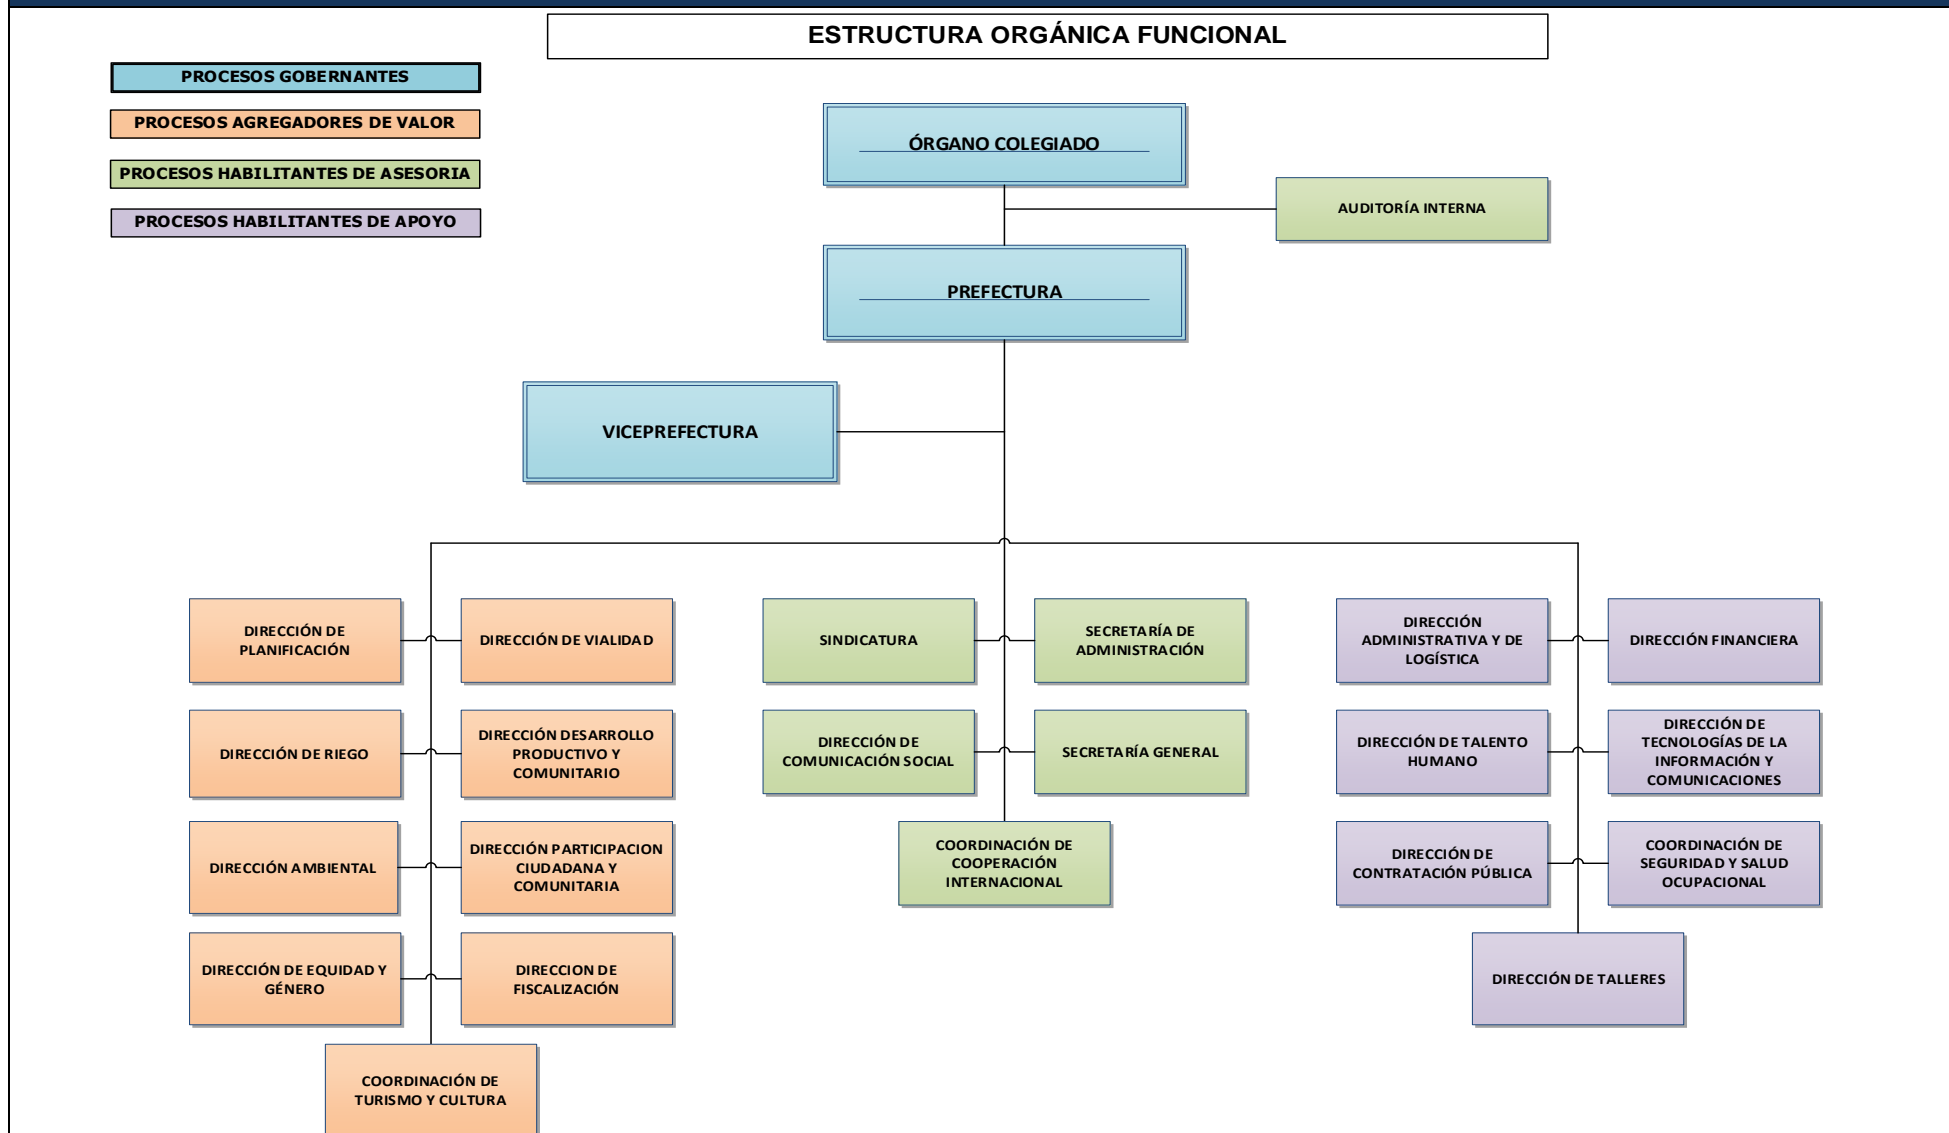 ESTRUCTURA ORGÁNICA FUNCIONAL
PROCESOS GOBERNANTES
PROCESOS AGREGADORES DE VALOR
PROCESOS HABILITANTES DE ASESORIA
PROCESOS HABILITANTES DE APOYO
ÓRGANO COLEGIADO
AUDITORÍA INTERNA
PREFECTURA
VICEPREFECTURA
DIRECCIÓN DE
PLANIFICACIÓN
DIRECCIÓN DE VIALIDAD
DIRECCIÓN DE RIEGO
DIRECCIÓN DESARROLLO
PRODUCTIVO Y
COMUNITARIO
DIRECCIÓN AMBIENTAL
DIRECCIÓN PARTICIPACION
CIUDADANA Y
COMUNITARIA
DIRECCIÓN DE EQUIDAD Y
GÉNERO
DIRECCION DE
FISCALIZACIÓN
COORDINACIÓN DE
TURISMO Y CULTURA
SINDICATURA
SECRETARÍA DE
ADMINISTRACIÓN
DIRECCIÓN DE
COMUNICACIÓN SOCIAL
SECRETARÍA GENERAL
COORDINACIÓN DE
COOPERACIÓN
INTERNACIONAL
DIRECCIÓN
ADMINISTRATIVA Y DE
LOGÍSTICA
DIRECCIÓN FINANCIERA
DIRECCIÓN DE TALENTO
HUMANO
DIRECCIÓN DE
TECNOLOGÍAS DE LA
INFORMACIÓN Y
COMUNICACIONES
DIRECCIÓN DE
CONTRATACIÓN PÚBLICA
COORDINACIÓN DE
SEGURIDAD Y SALUD
OCUPACIONAL
DIRECCIÓN DE TALLERES